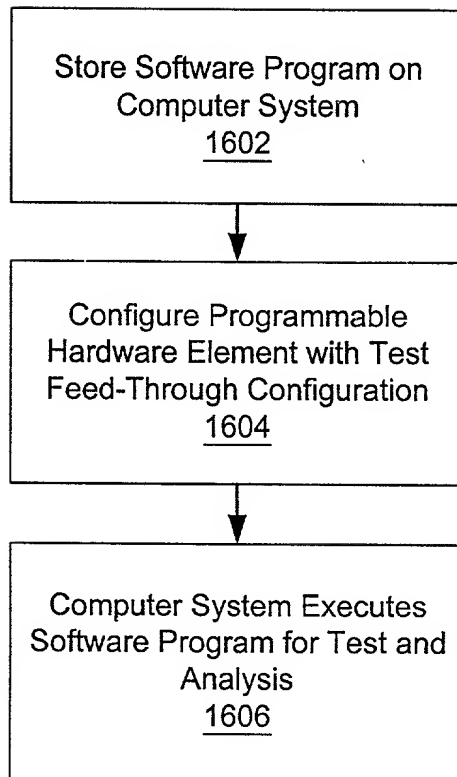 Store Software Program on
Computer System
1602
Configure Programmable
Hardware Element with Test
Feed-Through Configuration
1604
Computer System Executes
Software Program for Test and
Analysis
1606